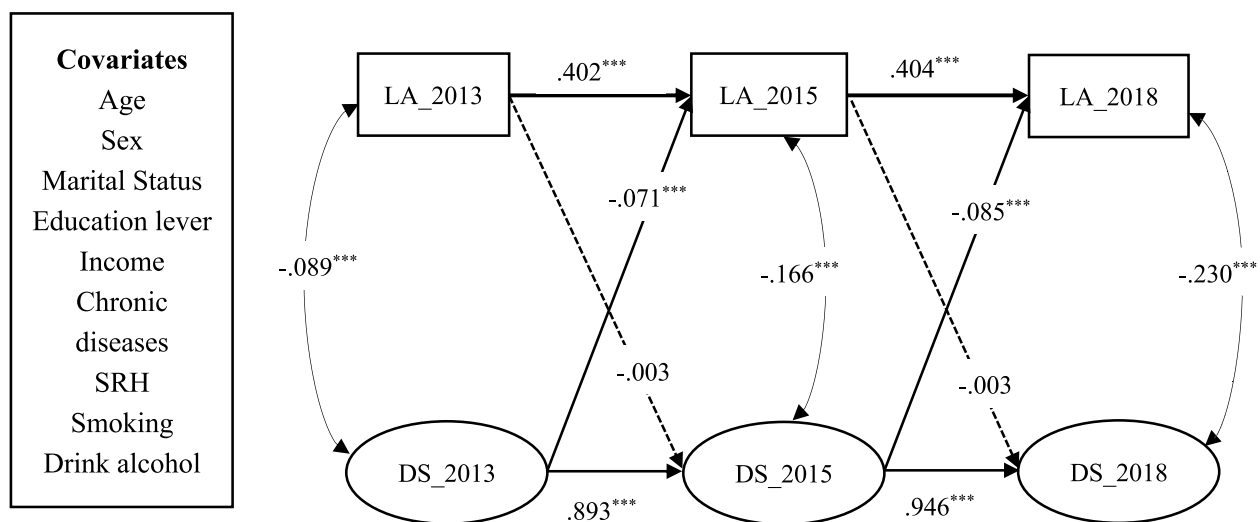 Covariates
Age
Sex
Marital Status
Education lever
Income
Chronic
diseases
SRH
Smoking
Drink alcohol
.402***
.404***
LA_2013
LA_2015
LA_2018
-.071***
-.085***
-.089***
-.166***
-.230***
-.003
-.003
DS_2013
DS_2015
DS_2018
.893***
.946***